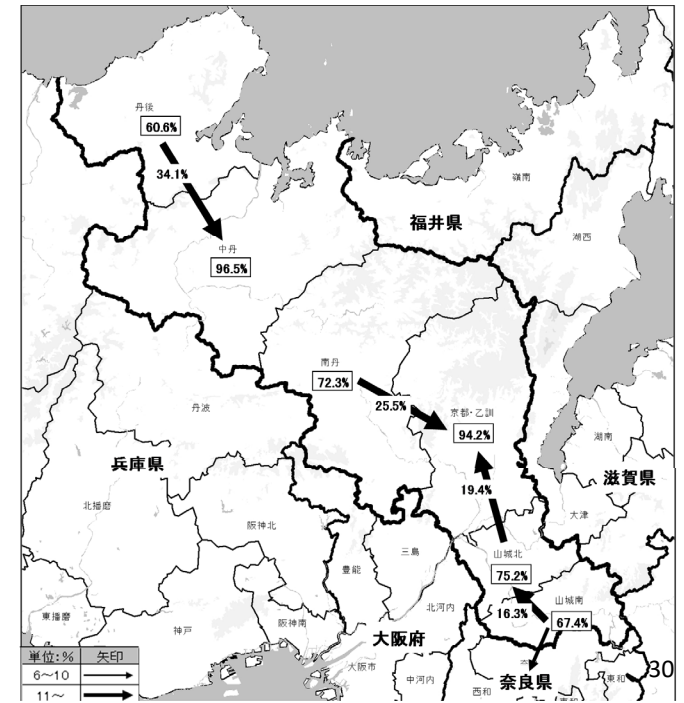 丹後
60.6%
34.1%
嶺南
福井県
湖西
中丹
96.5%
南丹
72.3%
25.5%
丹波
京都・乙訓
94.2%
湖南
兵庫県
滋賀県
19.4%
北播磨
大津
阪神北
三島
山城北
豊能
75.2%
山城南
16.3%
67.4%
北河内
東播磨
神戸
阪神南
大阪府
単位:% 矢印
大阪市
30
6～10
中河内
奈良県
東和
西和
11～